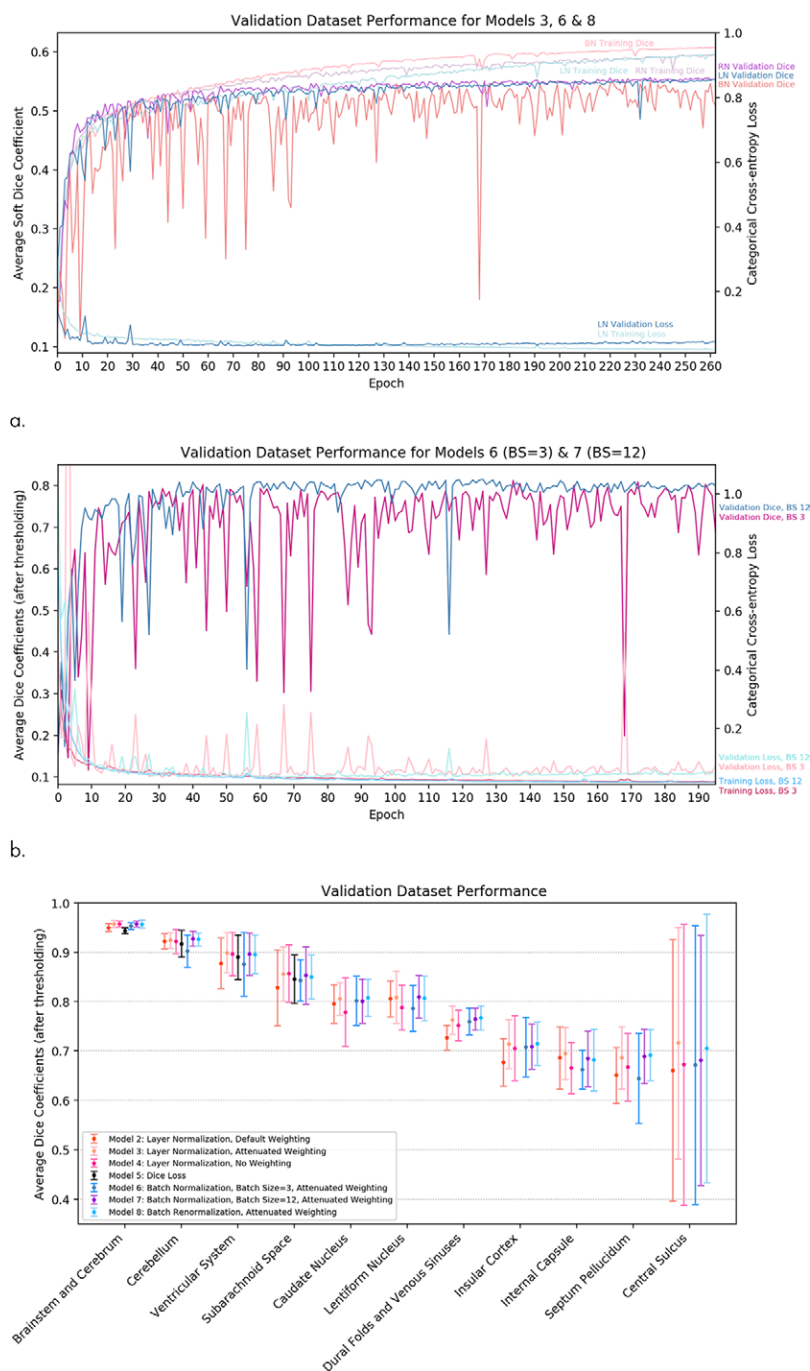 Validation Dataset Performance for Models 3, 6 & 8
Average Soft Dice Coefficient
0.6
0.5
0.4
0.3
0.2
0.1
BN Training Dice
LN Training Dice
RN Training Dice
RN Validation Dice
LN Validation Dice
BN Validation Dice
LN Validation Loss
LN Training Loss
1.0
0.8
0.6
0.4
0.2
Categorical Cross-entropy Loss
0 10 20 30 40 50 60 70 80 90 100 110 120 130 140 150 160 170 180 190 200 210 220 230 240 250 260
Epoch
a.
Validation Dataset Performance for Models 6 (BS=3) & 7 (BS=12)
Average Dice Coefficients (after thresholding)
0.8
0.7
0.6
0.5
0.4
0.3
0.2
0.1
1.0
0.8
0.6
0.4
0.2
Categorical Cross-entropy Loss
Validation Dice, BS 12
Validation Dice, BS 3
Validation Loss, BS 12
Validation Loss, BS 3
Training Loss, BS 12
Training Loss, BS 3
0 10 20 30 40 50 60 70 80 90 100 110 120 130 140 150 160 170 180 190
Epoch
b.
Validation Dataset Performance
Average Dice Coefficients (after thresholding)
1.0
0.9
0.8
0.7
0.6
0.5
0.4
Model 2: Layer Normalization, Default Weighting
Model 3: Layer Normalization, Attenuated Weighting
Model 4: Layer Normalization, No Weighting
Model 5: Dice Loss
Model 6: Batch Normalization, Batch Size=3, Attenuated Weighting
Model 7: Batch Normalization, Batch Size=12, Attenuated Weighting
Model 8: Batch Renormalization, Attenuated Weighting
Brainstem and Cerebrum
Cerebellum
Ventricular System
Subarachnoid Space
Caudate Nucleus
Lentiform Nucleus
Dural Folds and Venous Sinuses
Insular Cortex
Internal Capsule
Septum Pellucidum
Central Sulcus